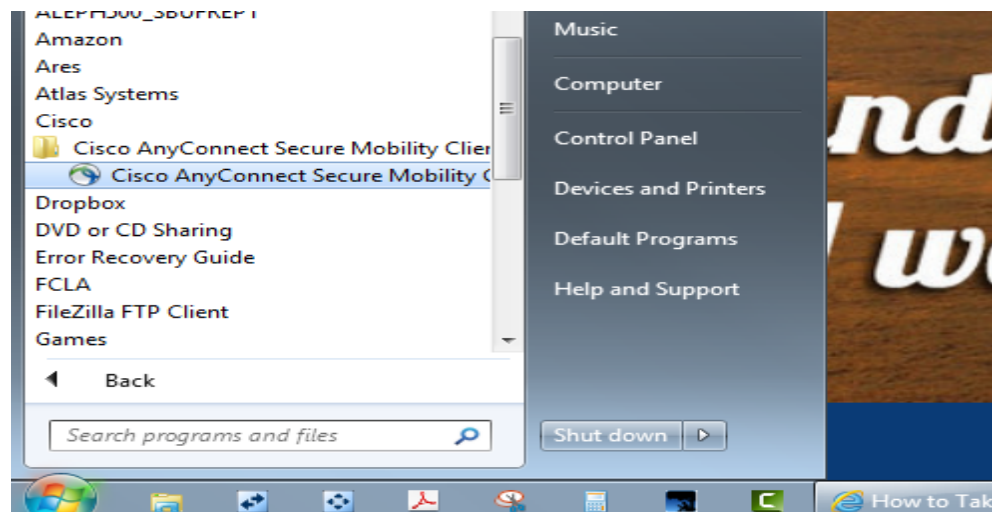 Amazon
Ares
Atlas Systems
Cisco
Cisco AnyConnect Secure Mobility Clier
Cisco AnyConnect Secure Mobility C
Dropbox
DVD or CD Sharing
Error Recovery Guide
FCLA
FileZilla FTP Client
Games
Back
Search programs and files
Music
Computer
Control Panel
Devices and Printers
Default Programs
Help and Support
Shut down
nd
w
How to Tak